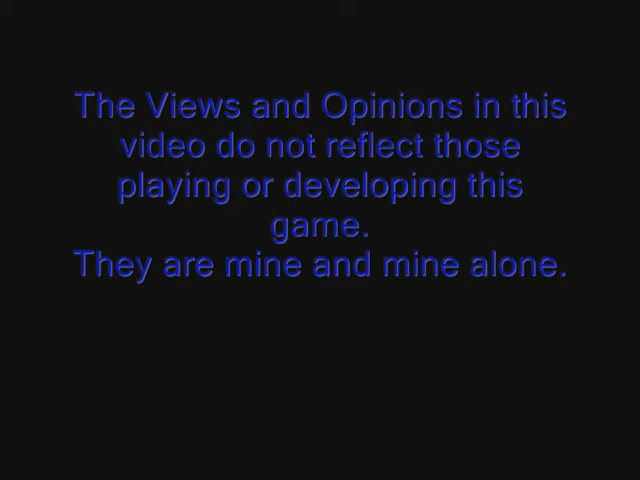 The Views and Opinions in this
video do not reflect those
playing or developing this
game.
They are mine and mine alone.